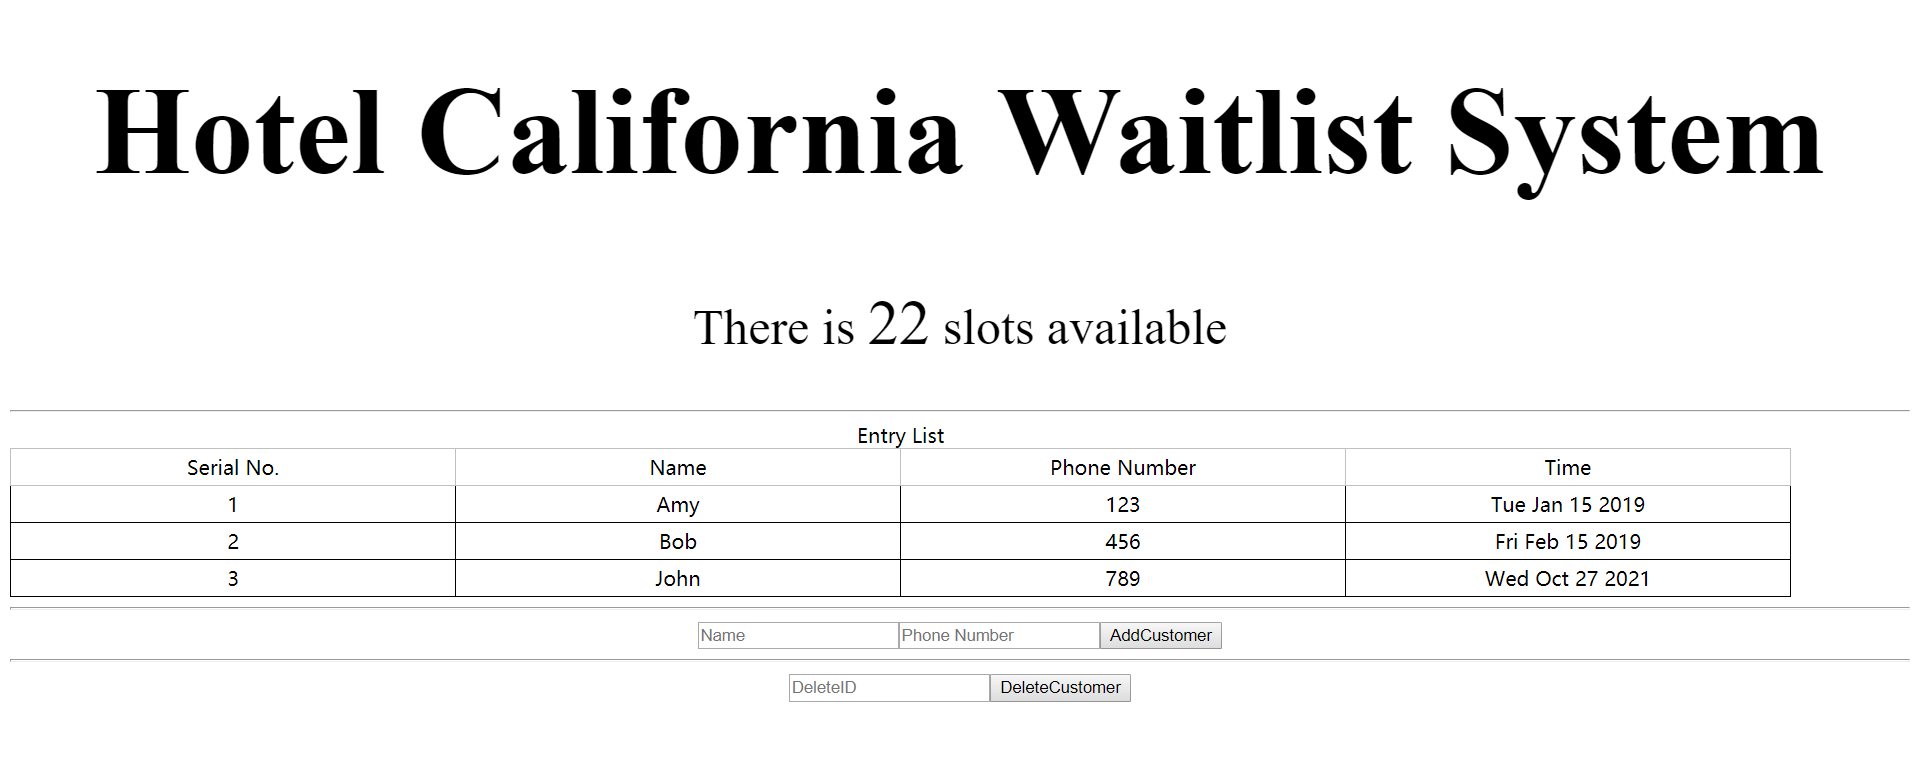 Hotel California Waitlist System
There is 22 slots available
Entry List
Serial No. Name Phone Number Time
1 Amy 123 Tue Jan 15 2019
2 Bob 456 Fri Feb 15 2019
3 John 789 Wed Oct 27 2021
Name Phone Number AddCustomer
DeleteID DeleteCustomer